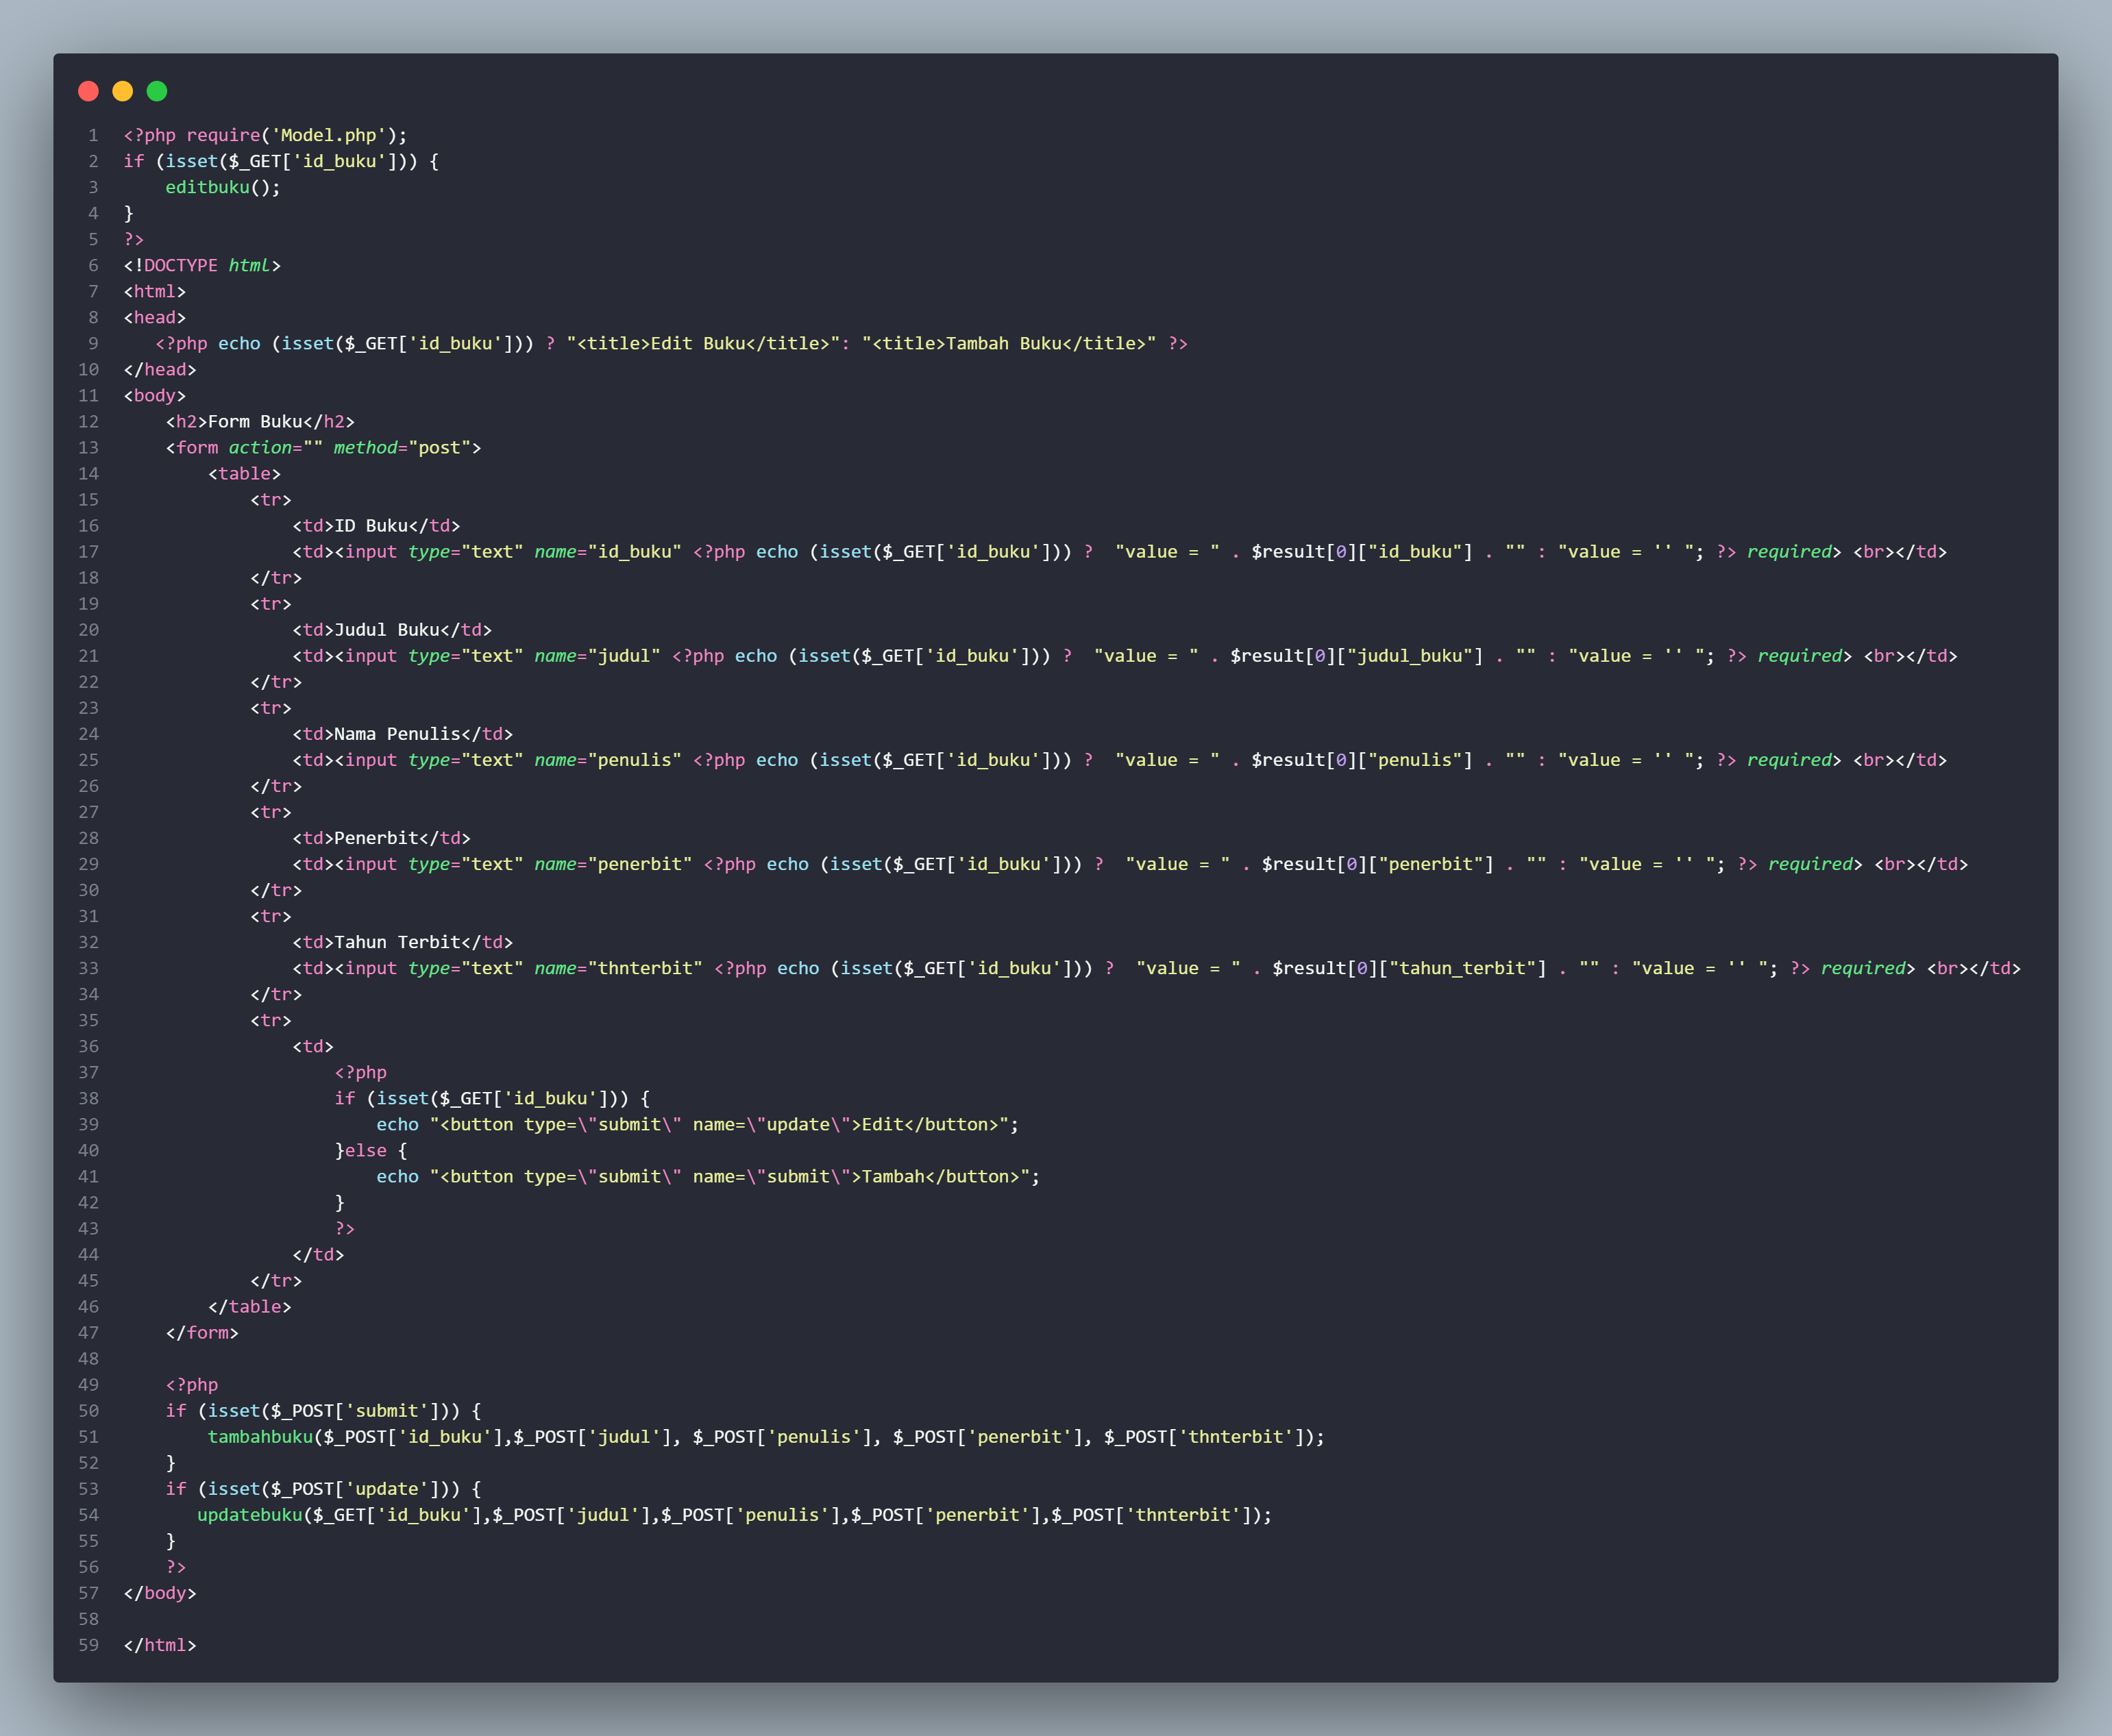 1 <?php require('Model.php');
2 if (isset($_GET['id_buku'])) {
3     editbuku();
4 }
5 ?>
6 <!DOCTYPE html>
7 <html>
8 <head>
9    <?php echo (isset($_GET['id_buku'])) ? "<title>Edit Buku</title>": "<title>Tambah Buku</title>" ?>
10 </head>
11 <body>
12     <h2>Form Buku</h2>
13     <form action="" method="post">
14         <table>
15             <tr>
16                 <td>ID Buku</td>
17                 <td><input type="text" name="id_buku" <?php echo (isset($_GET['id_buku'])) ?  "value = " . $result[0]["id_buku"] . "" : "value = '' "; ?> required> <br></td>
18             </tr>
19             <tr>
20                 <td>Judul Buku</td>
21                 <td><input type="text" name="judul" <?php echo (isset($_GET['id_buku'])) ?  "value = " . $result[0]["judul_buku"] . "" : "value = '' "; ?> required> <br></td>
22             </tr>
23             <tr>
24                 <td>Nama Penulis</td>
25                 <td><input type="text" name="penulis" <?php echo (isset($_GET['id_buku'])) ?  "value = " . $result[0]["penulis"] . "" : "value = '' "; ?> required> <br></td>
26             </tr>
27             <tr>
28                 <td>Penerbit</td>
29                 <td><input type="text" name="penerbit" <?php echo (isset($_GET['id_buku'])) ?  "value = " . $result[0]["penerbit"] . "" : "value = '' "; ?> required> <br></td>
30             </tr>
31             <tr>
32                 <td>Tahun Terbit</td>
33                 <td><input type="text" name="thnterbit" <?php echo (isset($_GET['id_buku'])) ?  "value = " . $result[0]["tahun_terbit"] . "" : "value = '' "; ?> required> <br></td>
34             </tr>
35             <tr>
36                 <td>
37                     <?php
38                     if (isset($_GET['id_buku'])) {
39                         echo "<button type=\"submit\" name=\"update\">Edit</button>";
40                     }else {
41                         echo "<button type=\"submit\" name=\"submit\">Tambah</button>";
42                     }
43                     ?>
44                 </td>
45             </tr>
46         </table>
47     </form>
48
49     <?php
50     if (isset($_POST['submit'])) {
51         tambahbuku($_POST['id_buku'],$_POST['judul'], $_POST['penulis'], $_POST['penerbit'], $_POST['thnterbit']);
52     }
53     if (isset($_POST['update'])) {
54        updatebuku($_GET['id_buku'],$_POST['judul'],$_POST['penulis'],$_POST['penerbit'],$_POST['thnterbit']);
55     }
56     ?>
57 </body>
58
59 </html>